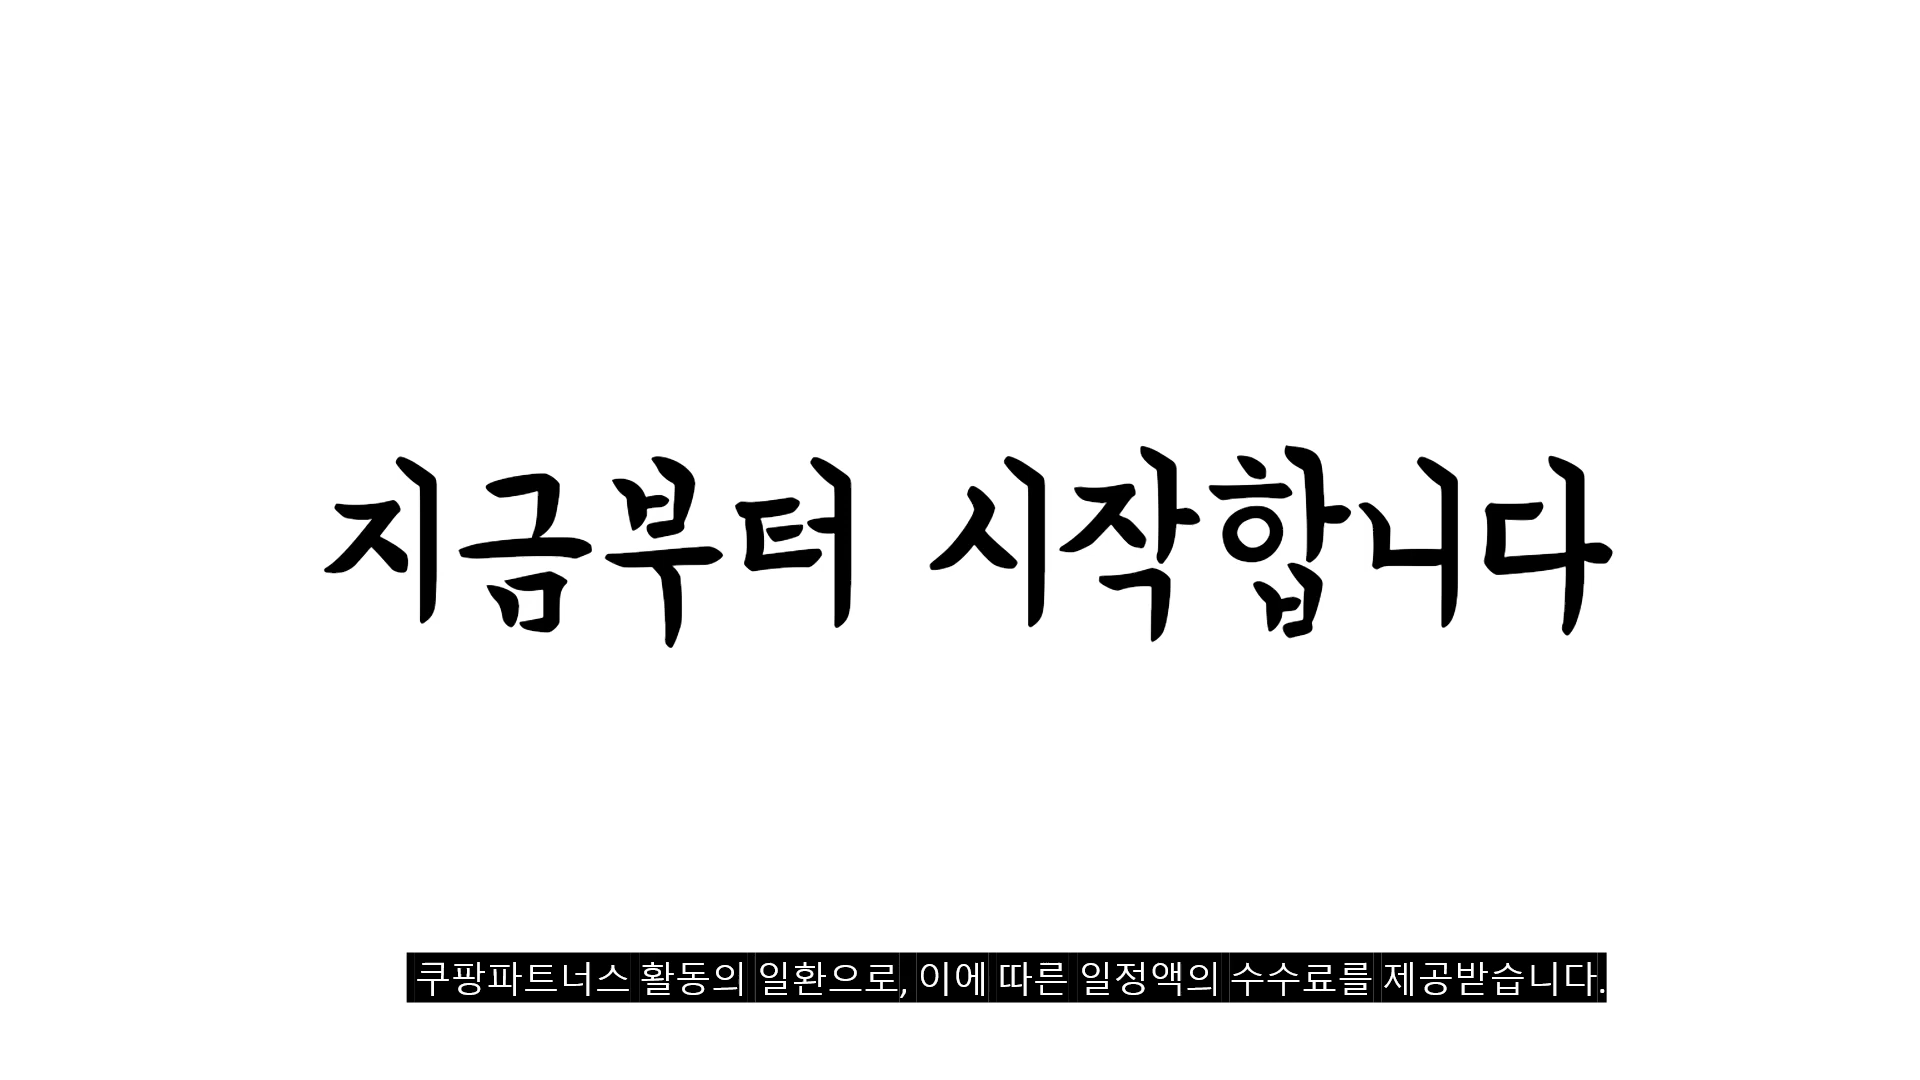 지금부터 시작합니다
쿠팡파트너스 활동의 일환으로, 이에 따른 일정액의 수수료를 제공받습니다.